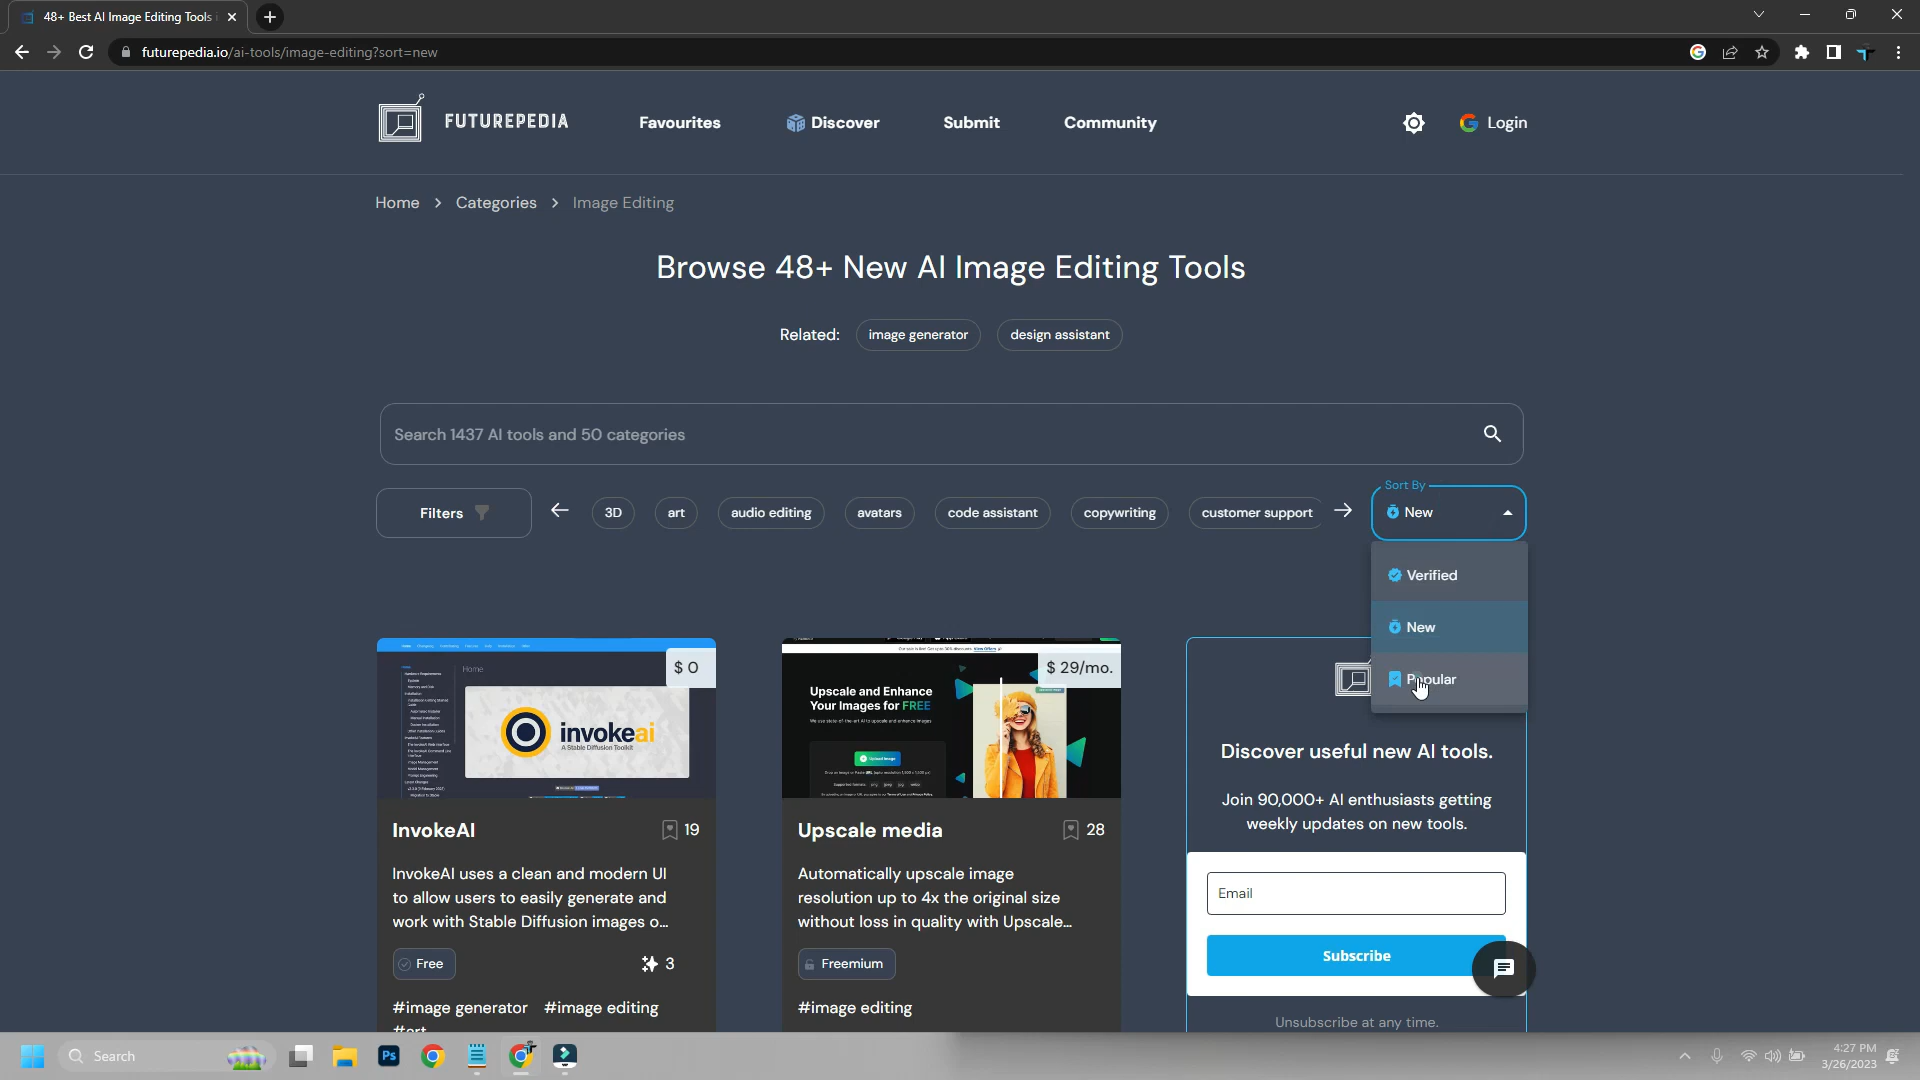 48+ Best AI Image Editing Tools i
futurepedia.io/ai-tools/image-editing?sort=new
FUTUREPEDIA
Favourites
Discover
Submit
Community
Login
Home > Categories > Image Editing
Browse 48+ New AI Image Editing Tools
Related:
image generator
design assistant
Search 1437 AI tools and 50 categories
Filters
3D
art
audio editing
avatars
code assistant
copywriting
customer support
Sort By
New
Verified
New
Popular
Home
invokeai
A Stable Diffusion Toolkit
$ 0
InvokeAI
19
InvokeAI uses a clean and modern UI
to allow users to easily generate and
work with Stable Diffusion images o...
Free
3
#image generator #image editing
#art
Upscale and Enhance
Your Images for FREE
Upload Image
$ 29/mo.
Upscale media
28
Automatically upscale image
resolution up to 4x the original size
without loss in quality with Upscale...
Freemium
#image editing
Discover useful new AI tools.
Join 90,000+ AI enthusiasts getting
weekly updates on new tools.
Email
Subscribe
Unsubscribe at any time.
Search
Ps
4:27 PM
3/26/2023